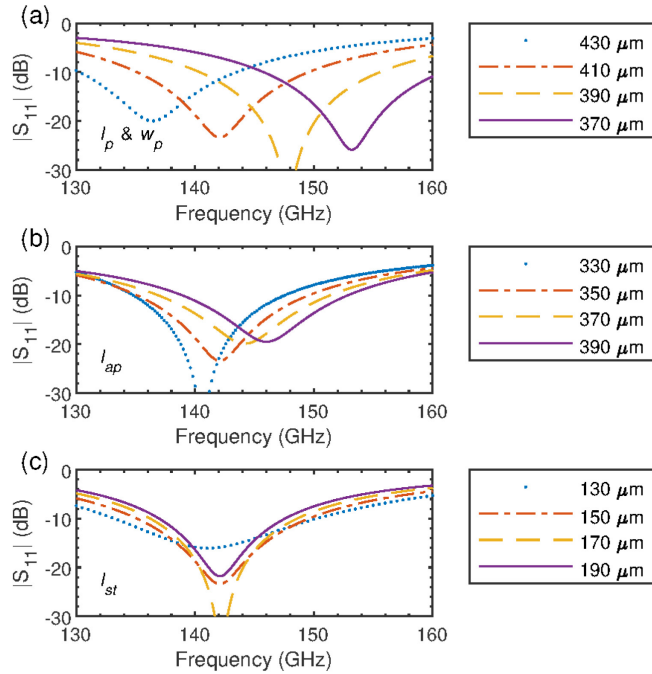 (a)
0
-10
-20
-30
|S11| (dB)
lp & wp
130 140 150 160
Frequency (GHz)
430 μm
410 μm
390 μm
370 μm
(b)
0
-10
-20
-30
|S11| (dB)
lap
130 140 150 160
Frequency (GHz)
330 μm
350 μm
370 μm
390 μm
(c)
0
-10
-20
-30
|S11| (dB)
lst
130 140 150 160
Frequency (GHz)
130 μm
150 μm
170 μm
190 μm